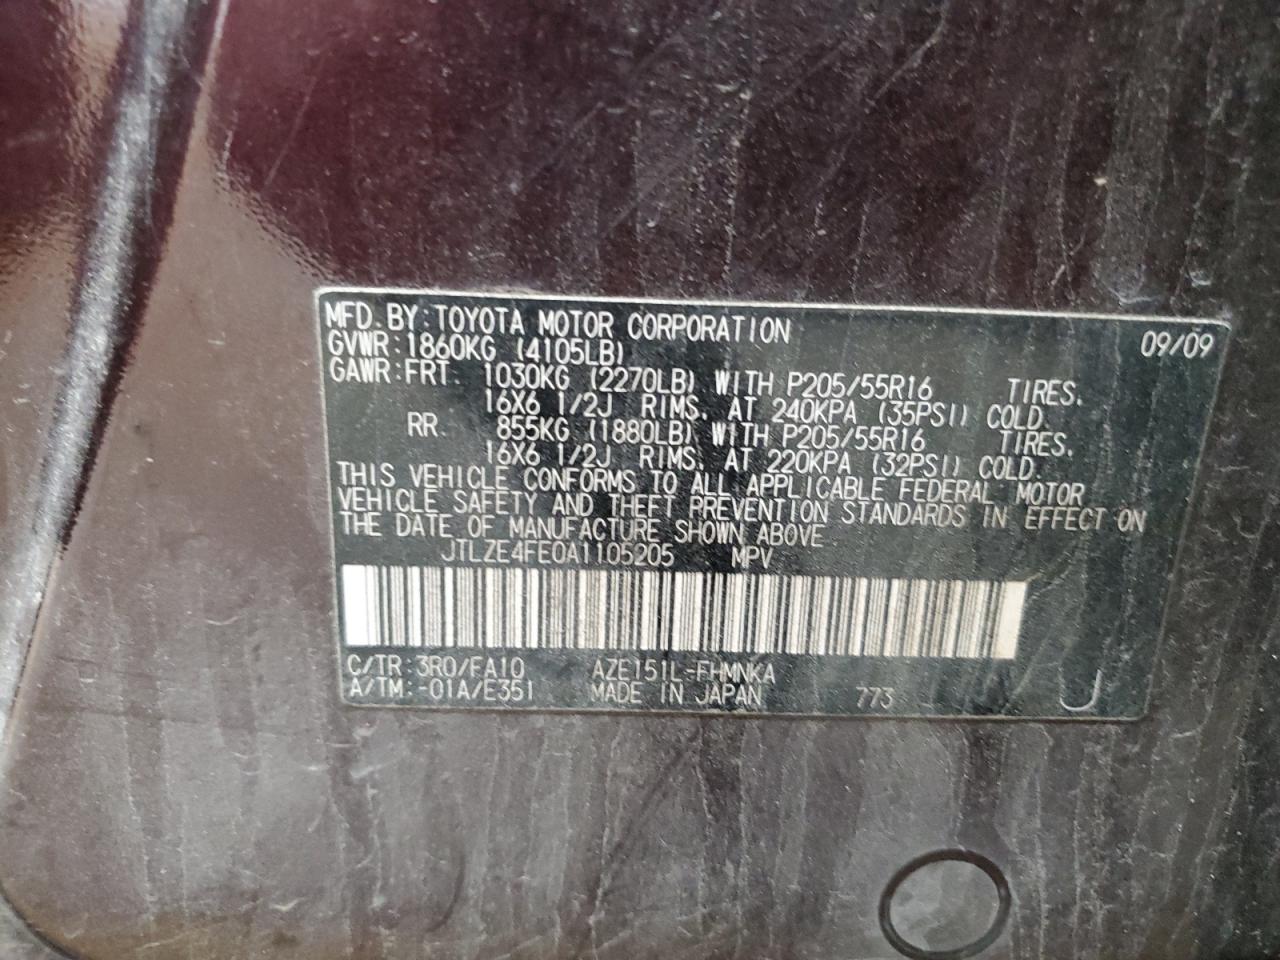 MFD. BY: TOYOTA MOTOR CORPORATION 09/09
GVWR: 1860KG (4105LB)
GAWR: FRT. 1030KG (2270LB) WITH P205/55R16 TIRES.
16X6 1/2J RIMS. AT 240KPA (35PSI) COLD.
RR. 855KG (1880LB) WITH P205/55R16 TIRES.
16X6 1/2J RIMS. AT 220KPA (32PSI) COLD.
THIS VEHICLE CONFORMS TO ALL APPLICABLE FEDERAL MOTOR
VEHICLE SAFETY AND THEFT PREVENTION STANDARDS IN EFFECT ON
THE DATE OF MANUFACTURE SHOWN ABOVE
JTLZE4FE0A1105205 MPV
C/TR: 3R0/FA10 AZE151L-FHMNKA
A/TM: -01A/E351 MADE IN JAPAN 773 J